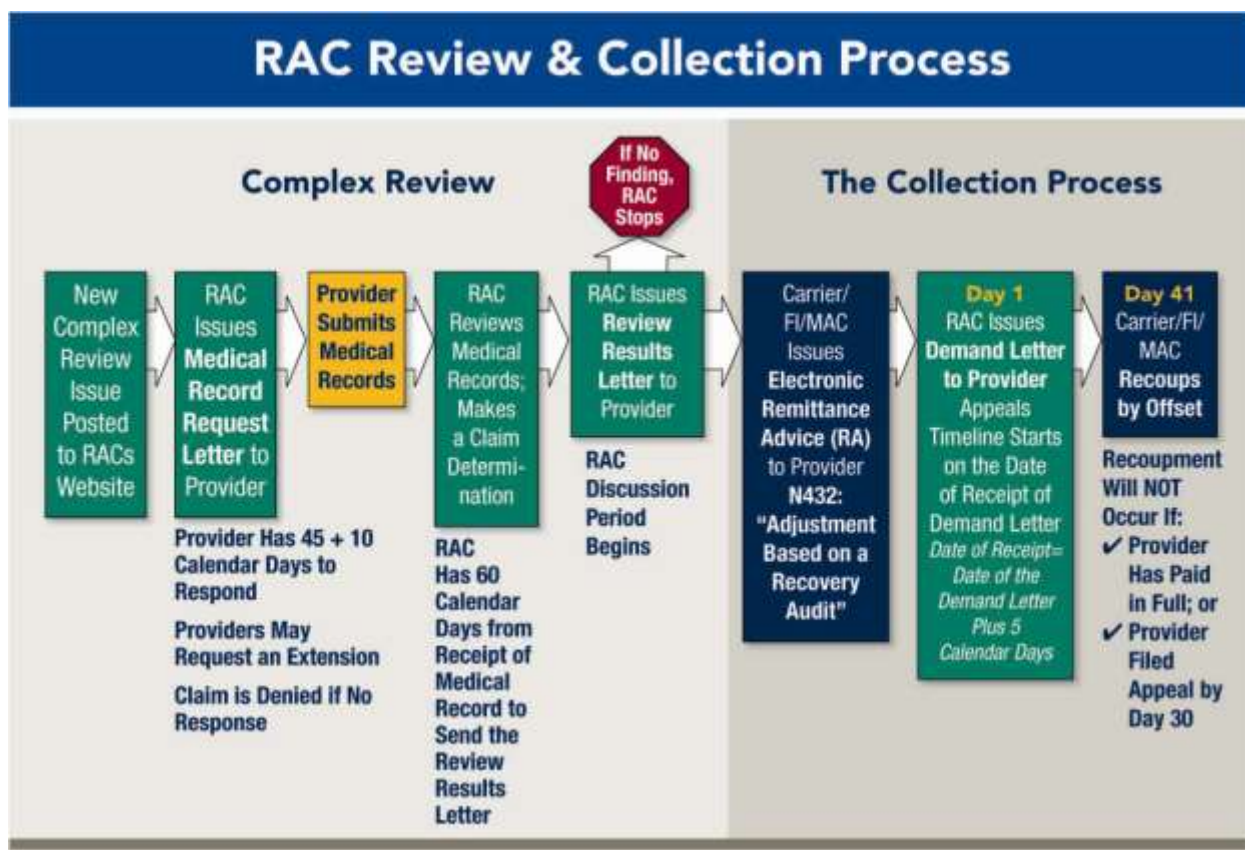 RAC Review & Collection Process
Complex Review
If No
Finding,
RAC
Stops
The Collection Process
New
Complex
Review
Issue
Posted
to RACs
Website
RAC
Issues
Medical
Record
Request
Letter to
Provider
Provider Has 45 + 10
Calendar Days to
Respond
Providers May
Request an Extension
Claim is Denied if No
Response
Provider
Submits
Medical
Records
RAC
Reviews
Medical
Records;
Makes
a Claim
Determi-
nation
RAC
Has 60
Calendar
Days from
Receipt of
Medical
Record to
Send the
Review
Results
Letter
RAC Issues
Review
Results
Letter to
Provider
RAC
Discussion
Period
Begins
Carrier/
FI/MAC
Issues
Electronic
Remittance
Advice (RA)
to Provider
N432:
“Adjustment
Based on a
Recovery
Audit”
Day 1
RAC Issues
Demand Letter
to Provider
Appeals
Timeline Starts
on the Date
of Receipt of
Demand Letter
Date of Receipt=
Date of the
Demand Letter
Plus 5
Calendar Days
Day 41
Carrier/FI/
MAC
Recoups
by Offset
Recoupment
Will NOT
Occur If:
✔ Provider
Has Paid
in Full; or
✔ Provider
Filed
Appeal by
Day 30